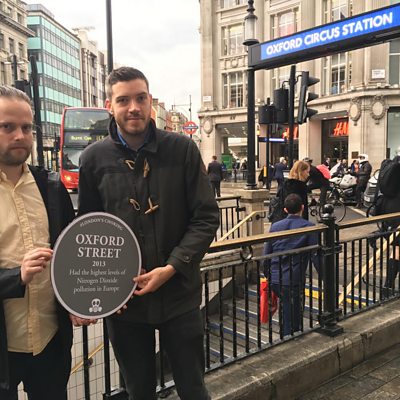 OXFORD CIRCUS STATION
H&M
#LONDON'S CHOKING
OXFORD
STREET
2013
Had the highest levels of
Nitrogen Dioxide
pollution in Europe